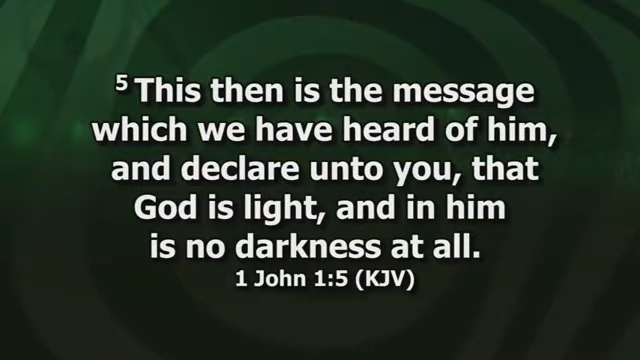 ⁵ This then is the message
which we have heard of him,
and declare unto you, that
God is light, and in him
is no darkness at all.
1 John 1:5 (KJV)